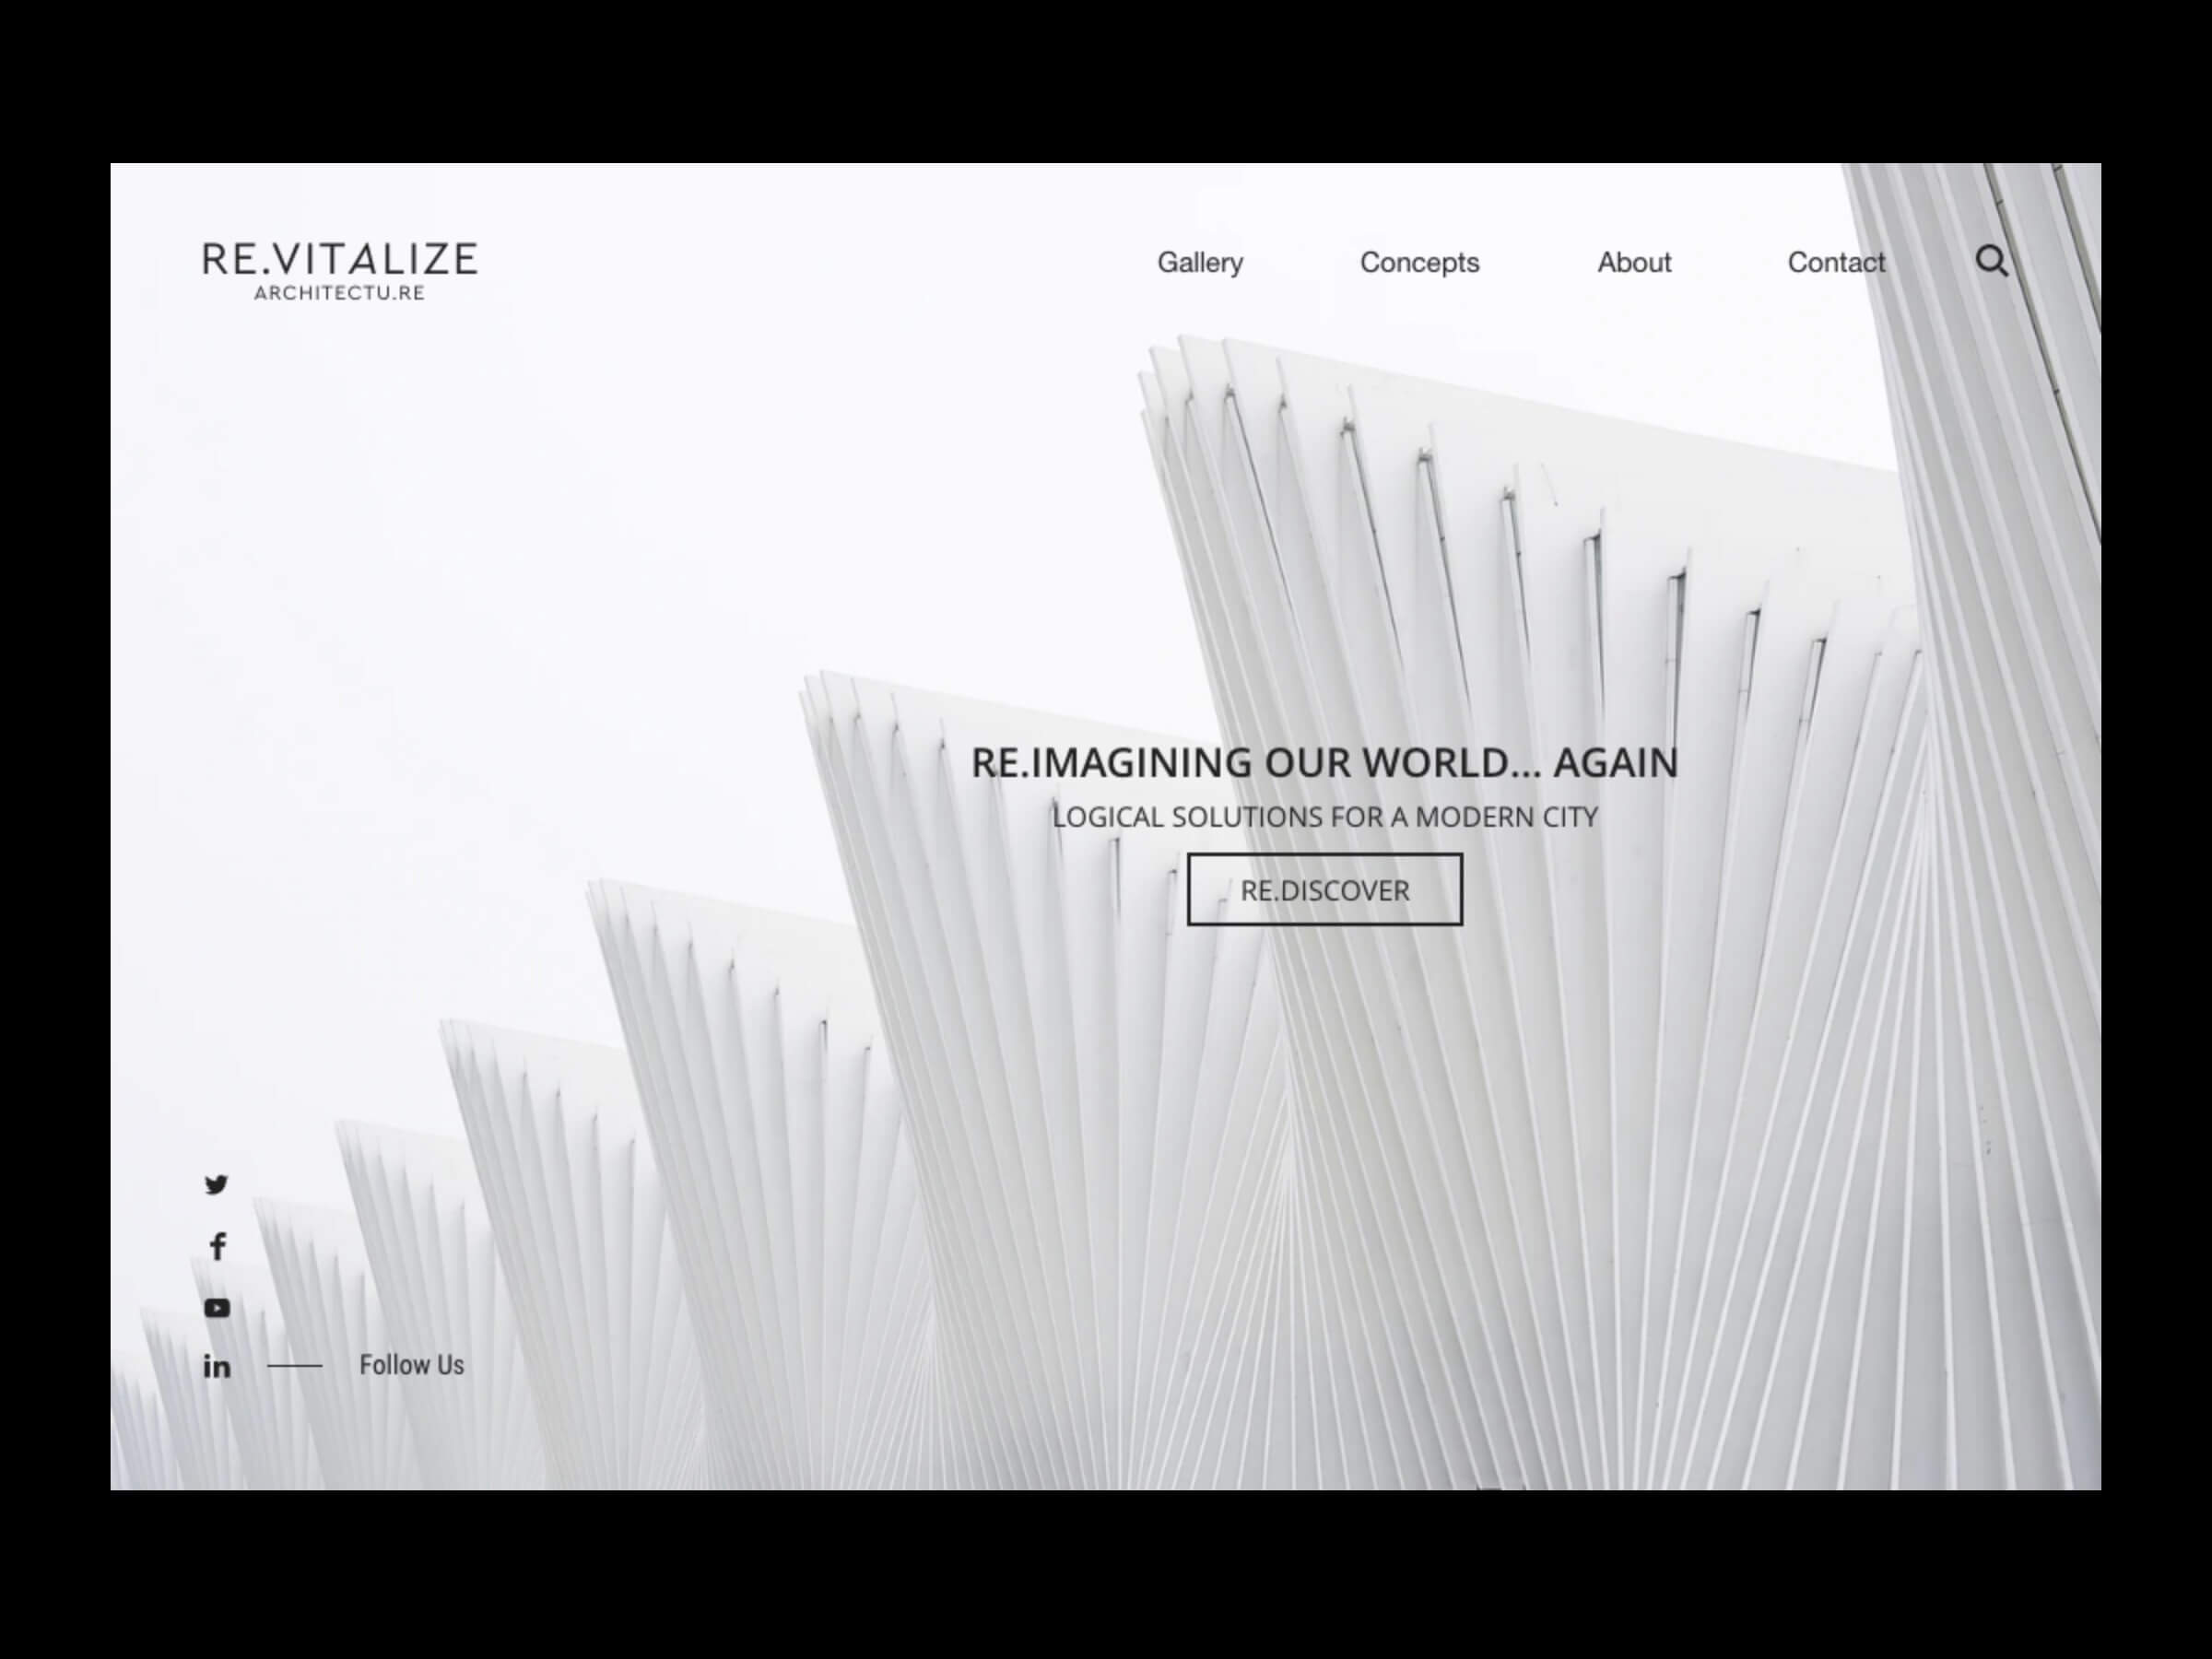 RE.VITALIZE
ARCHITECTU.RE
Gallery Concepts About Contact
RE.IMAGINING OUR WORLD... AGAIN
LOGICAL SOLUTIONS FOR A MODERN CITY
RE.DISCOVER
in Follow Us